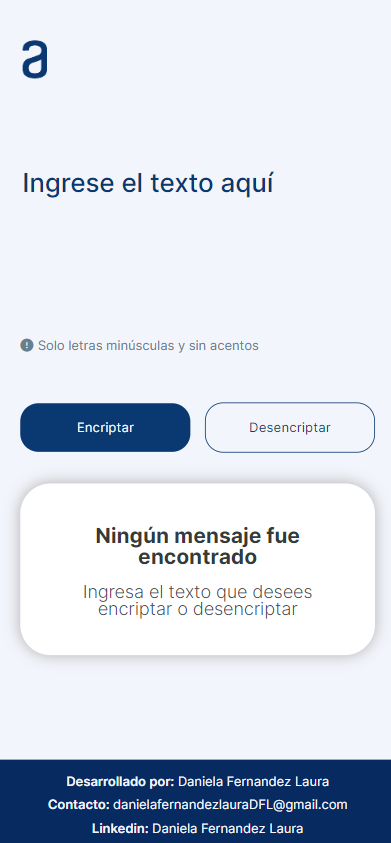 a
Ingrese el texto aquí
Solo letras minúsculas y sin acentos
Encriptar
Desencriptar
Ningún mensaje fue
encontrado
Ingresa el texto que desees
encriptar o desencriptar
Desarrollado por: Daniela Fernandez Laura
Contacto: danielafernandezlauraDFL@gmail.com
Linkedin: Daniela Fernandez Laura